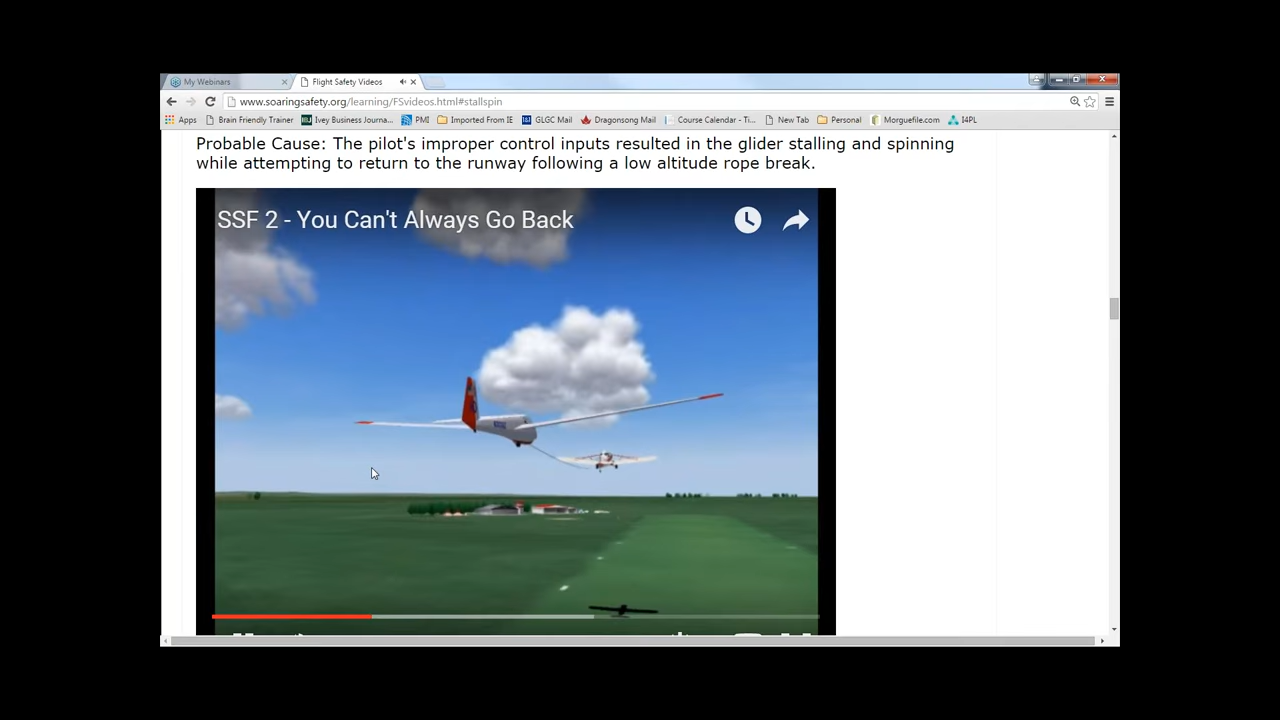 My Webinars
Flight Safety Videos
www.soaringsafety.org/learning/FSvideos.html#stallspin
Apps Brain Friendly Trainer Ivey Business Journa... PMI Imported From IE GLGC Mail Dragonsong Mail Course Calendar - Ti... New Tab Personal Morguefile.com I4PL
Probable Cause: The pilot's improper control inputs resulted in the glider stalling and spinning
while attempting to return to the runway following a low altitude rope break.
SSF 2 - You Can't Always Go Back